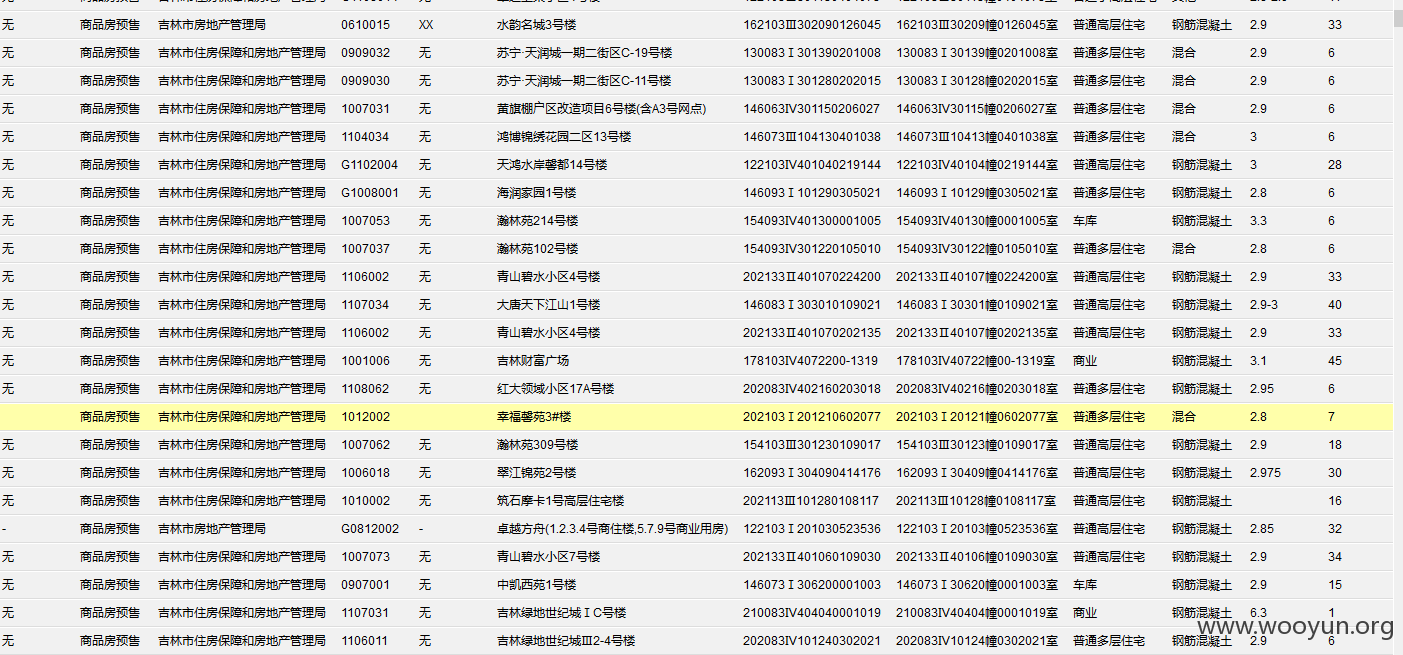 无 商品房预售 吉林市房地产管理局 0610015 XX 水韵名城3号楼 162103Ⅲ302090126045 162103Ⅲ30209幢0126045室 普通高层住宅 钢筋混凝土 2.9 33
无 商品房预售 吉林市住房保障和房地产管理局 0909032 无 苏宁·天润城一期二街区C-19号楼 130083Ⅰ301390201008 130083Ⅰ30139幢0201008室 普通多层住宅 混合 2.9 6
无 商品房预售 吉林市住房保障和房地产管理局 0909030 无 苏宁·天润城一期二街区C-11号楼 130083Ⅰ301280202015 130083Ⅰ30128幢0202015室 普通多层住宅 混合 2.9 6
无 商品房预售 吉林市住房保障和房地产管理局 1007031 无 黄旗棚户区改造项目6号楼(含A3号网点) 146063Ⅳ301150206027 146063Ⅳ30115幢0206027室 普通多层住宅 混合 2.9 6
无 商品房预售 吉林市住房保障和房地产管理局 1104034 无 鸿博锦绣花园二区13号楼 146073Ⅲ104130401038 146073Ⅲ10413幢0401038室 普通多层住宅 混合 3 6
无 商品房预售 吉林市住房保障和房地产管理局 G1102004 无 天鸿水岸馨都14号楼 122103Ⅳ401040219144 122103Ⅳ40104幢0219144室 普通高层住宅 钢筋混凝土 3 28
无 商品房预售 吉林市住房保障和房地产管理局 G1008001 无 海润家园1号楼 146093Ⅰ101290305021 146093Ⅰ10129幢0305021室 普通多层住宅 钢筋混凝土 2.8 6
无 商品房预售 吉林市住房保障和房地产管理局 1007053 无 瀚林苑214号楼 154093Ⅳ401300001005 154093Ⅳ40130幢0001005室 车库 钢筋混凝土 3.3 6
无 商品房预售 吉林市住房保障和房地产管理局 1007037 无 瀚林苑102号楼 154093Ⅳ301220105010 154093Ⅳ30122幢0105010室 普通多层住宅 混合 2.8 6
无 商品房预售 吉林市住房保障和房地产管理局 1106002 无 青山碧水小区4号楼 202133Ⅱ401070224200 202133Ⅱ40107幢0224200室 普通高层住宅 钢筋混凝土 2.9 33
无 商品房预售 吉林市住房保障和房地产管理局 1107034 无 大唐天下江山1号楼 146083Ⅰ303010109021 146083Ⅰ30301幢0109021室 普通高层住宅 钢筋混凝土 2.9-3 40
无 商品房预售 吉林市住房保障和房地产管理局 1106002 无 青山碧水小区4号楼 202133Ⅱ401070202135 202133Ⅱ40107幢0202135室 普通高层住宅 钢筋混凝土 2.9 33
无 商品房预售 吉林市住房保障和房地产管理局 1001006 无 吉林财富广场 178103Ⅳ4072200-1319 178103Ⅳ40722幢00-1319室 商业 钢筋混凝土 3.1 45
无 商品房预售 吉林市住房保障和房地产管理局 1108062 无 红大领域小区17A号楼 202083Ⅳ402160203018 202083Ⅳ40216幢0203018室 普通多层住宅 钢筋混凝土 2.95 6
商品房预售 吉林市住房保障和房地产管理局 1012002 幸福馨苑3#楼 202103Ⅰ201210602077 202103Ⅰ20121幢0602077室 普通多层住宅 混合 2.8 7
无 商品房预售 吉林市住房保障和房地产管理局 1007062 无 瀚林苑309号楼 154103Ⅲ301230109017 154103Ⅲ30123幢0109017室 普通高层住宅 钢筋混凝土 2.9 18
无 商品房预售 吉林市住房保障和房地产管理局 1006018 无 翠江锦苑2号楼 162093Ⅰ304090414176 162093Ⅰ30409幢0414176室 普通高层住宅 钢筋混凝土 2.975 30
无 商品房预售 吉林市住房保障和房地产管理局 1010002 无 筑石摩卡1号高层住宅楼 202113Ⅲ101280108117 202113Ⅲ10128幢0108117室 普通高层住宅 钢筋混凝土 16
- 商品房预售 吉林市房地产管理局 G0812002 - 卓越方舟(1.2.3.4号商住楼,5.7.9号商业用房) 122103Ⅰ201030523536 122103Ⅰ20103幢0523536室 普通高层住宅 钢筋混凝土 2.85 32
无 商品房预售 吉林市住房保障和房地产管理局 1007073 无 青山碧水小区7号楼 202133Ⅱ401060109030 202133Ⅱ40106幢0109030室 普通高层住宅 钢筋混凝土 2.9 34
无 商品房预售 吉林市住房保障和房地产管理局 0907001 无 中凯西苑1号楼 146073Ⅰ306200001003 146073Ⅰ30620幢0001003室 车库 钢筋混凝土 2.9 15
无 商品房预售 吉林市住房保障和房地产管理局 1107031 无 吉林绿地世纪城ⅠC号楼 210083Ⅳ404040001019 210083Ⅳ40404幢0001019室 商业 钢筋混凝土 6.3 1
无 商品房预售 吉林市住房保障和房地产管理局 1106011 无 吉林绿地世纪城Ⅲ2-4号楼 202083Ⅳ101240302021 202083Ⅳ10124幢0302021室 普通多层住宅 钢筋混凝土 2.9 6
www.wooyun.org